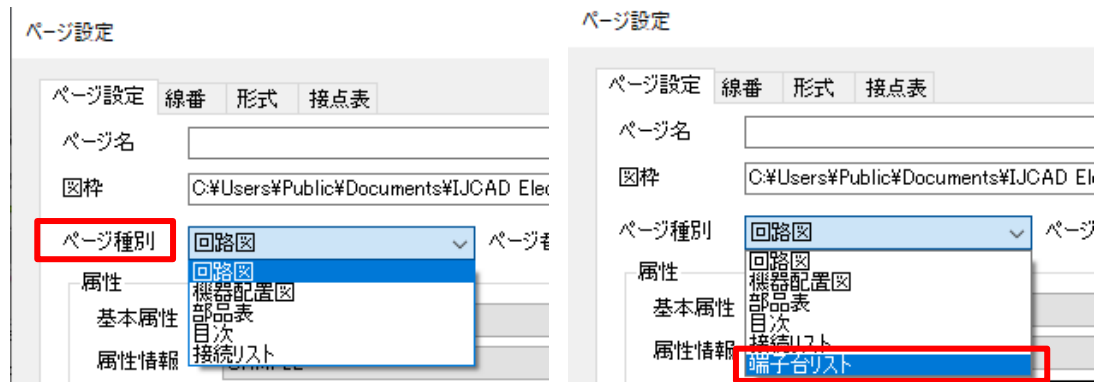 ページ設定
ページ設定 線番 形式 接点表
ページ名
図枠 C:¥Users¥Public¥Documents¥IJCAD Elec
ページ種別 回路図 ページ
回路図
機器配置図
部品表
目次
接続リスト
属性
基本属性
属性情報
ページ設定
ページ設定 線番 形式 接点表
ページ名
図枠 C:¥Users¥Public¥Documents¥IJCAD El
ページ種別 回路図 ページ
回路図
機器配置図
部品表
目次
接続リスト
端子台リスト
属性
基本属性
属性情報